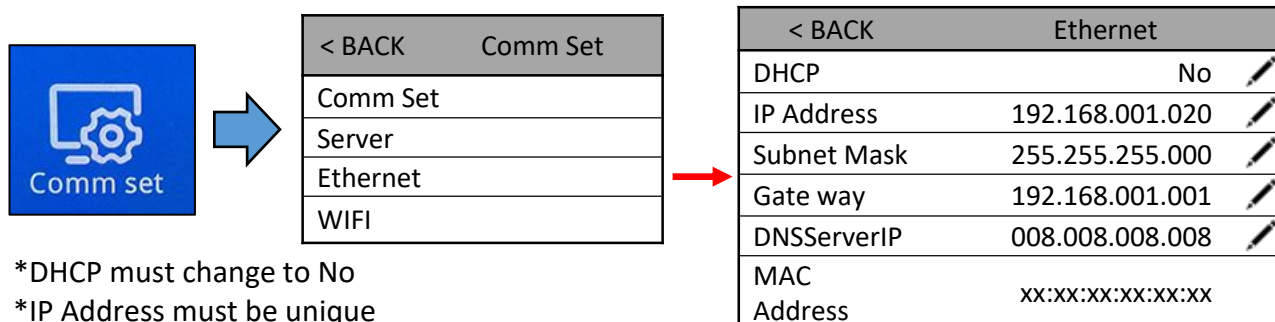 Comm set
< BACK Comm Set
Comm Set
Server
Ethernet
WIFI
< BACK Ethernet
DHCP No
IP Address 192.168.001.020
Subnet Mask 255.255.255.000
Gate way 192.168.001.001
DNSServerIP 008.008.008.008
MAC
Address xx:xx:xx:xx:xx:xx
*DHCP must change to No
*IP Address must be unique